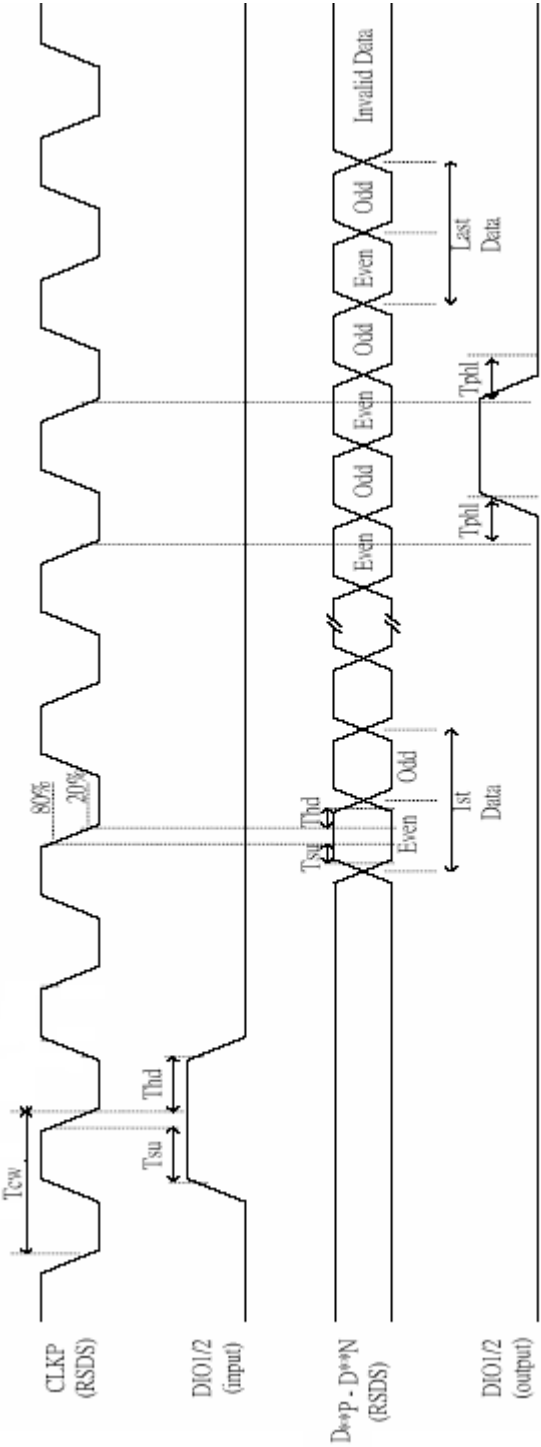 Tcw
CLKP
(RSDS)
80%
20%
DIO1/2
(input)
Tsu
Thd
D**P - D**N
(RSDS)
Tsu
Thd
Even
Odd
Even
Odd
Even
Odd
Even
Odd
Invalid Data
1st
Data
Last
Data
DIO1/2
(output)
Tphl
Tphl